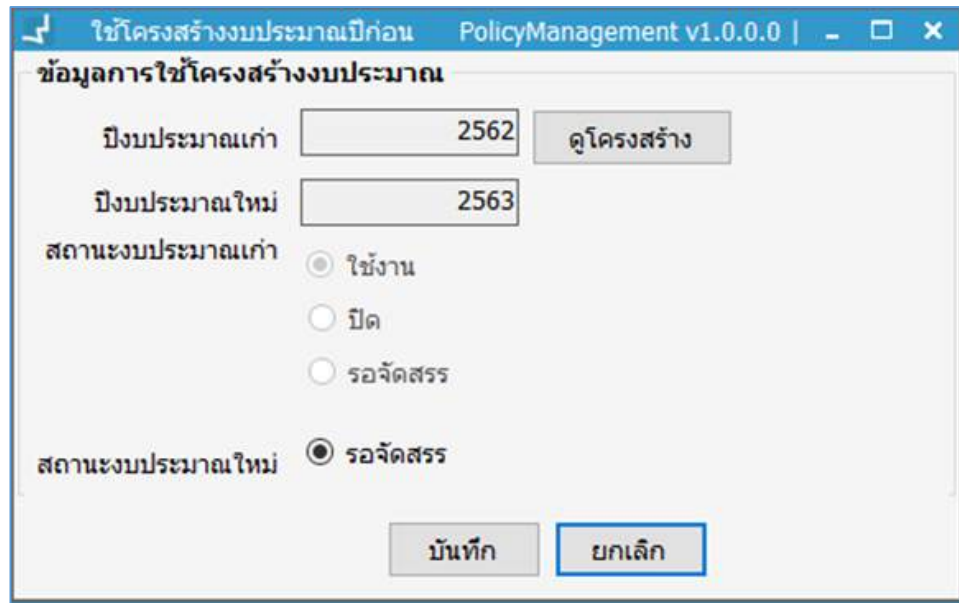 ใช้โครงสร้างงบประมาณปีก่อน PolicyManagement v1.0.0.0 |
ข้อมูลการใช้โครงสร้างงบประมาณ
ปีงบประมาณเก่า 2562 ดูโครงสร้าง
ปีงบประมาณใหม่ 2563
สถานะงบประมาณเก่า ใช้งาน
ปิด
รอจัดสรร
สถานะงบประมาณใหม่ รอจัดสรร
บันทึก ยกเลิก